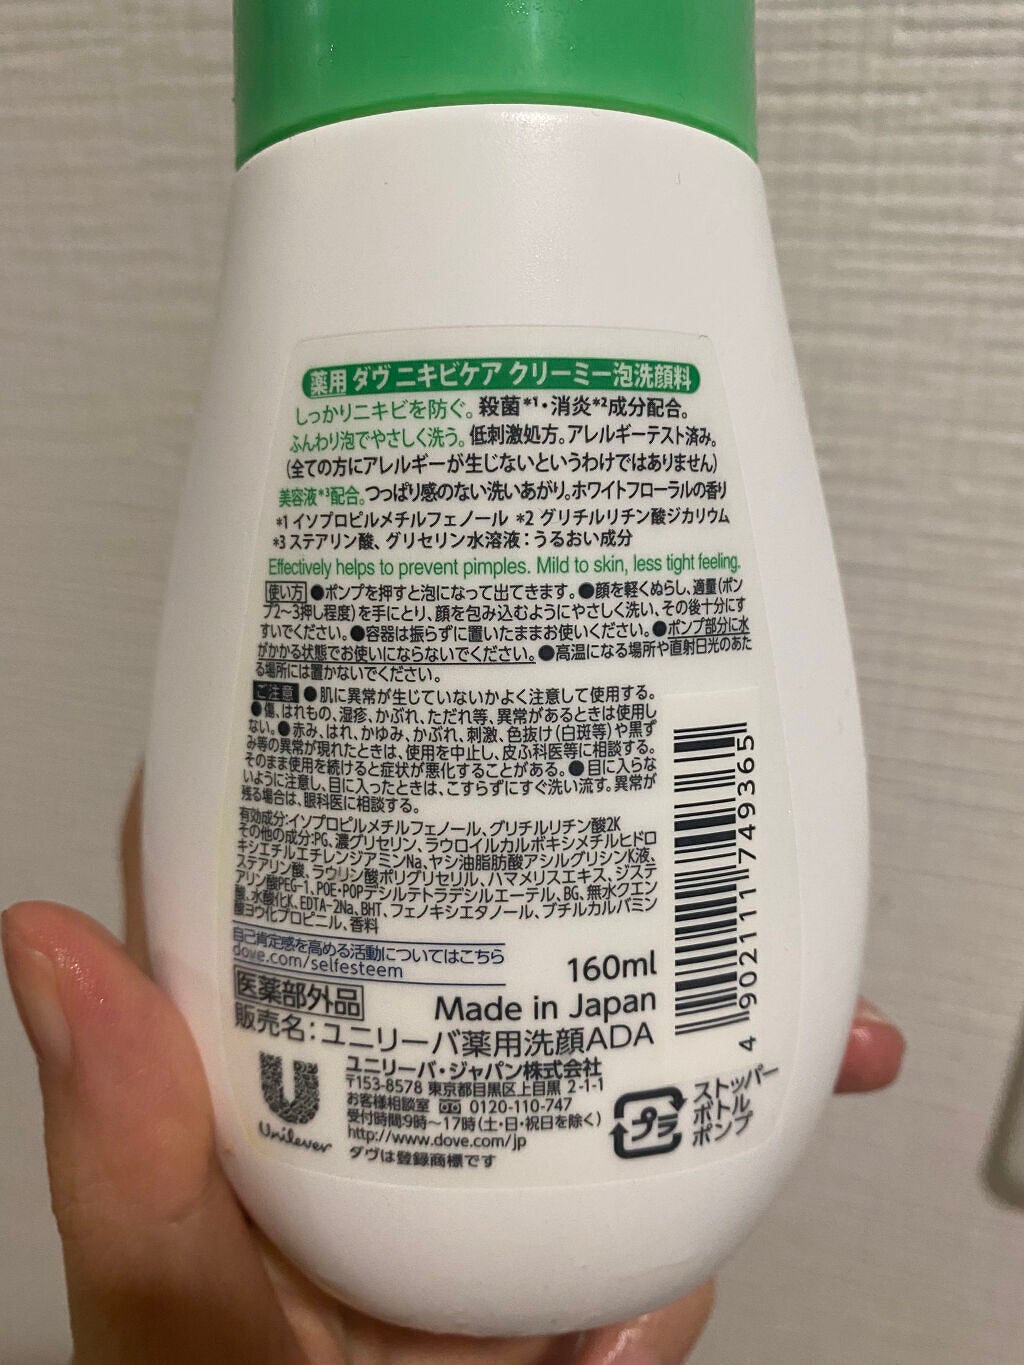 薬用 ダヴ ニキビケア クリーミー泡洗顔料
しっかりニキビを防ぐ。殺菌*1・消炎*2成分配合。
ふんわり泡でやさしく洗う。低刺激処方。アレルギーテスト済み。
(全ての方にアレルギーが生じないというわけではありません)
美容液*3配合。つっぱり感のない洗いあがり。ホワイトフローラルの香り
*1 イソプロピルメチルフェノール *2 グリチルリチン酸ジカリウム
*3 ステアリン酸、グリセリン水溶液：うるおい成分
Effectively helps to prevent pimples. Mild to skin, less tight feeling.
使い方 ●ポンプを押すと泡になって出てきます。●顔を軽くぬらし、適量(ポン
プ2〜3押し程度)を手にとり、顔を包み込むようにやさしく洗い、その後十分にす
すいでください。●容器は振らずに置いたままお使いください。●ポンプ部分に水
がかかる状態でお使いにならないでください。●高温になる場所や直射日光のあた
る場所には置かないでください。
ご注意 ●肌に異常が生じていないかよく注意して使用する。
●傷、はれもの、湿疹、かぶれ、ただれ等、異常があるときは使用し
ない。●赤み、はれ、かゆみ、かぶれ、刺激、色抜け(白斑等)や黒ず
み等の異常が現れたときは、使用を中止し、皮ふ科医等に相談する。
そのまま使用を続けると症状が悪化することがある。●目に入らな
いように注意し、目に入ったときは、こすらずにすぐ洗い流す。異常が
残る場合は、眼科医に相談する。
有効成分:イソプロピルメチルフェノール、グリチルリチン酸2K
その他の成分:PG、濃グリセリン、ラウロイルカルボキシメチルヒドロ
キシエチルエチレンジアミンNa、ヤシ油脂肪酸アシルグリシンK液、
ステアリン酸、ラウリン酸ポリグリセリル、ハマメリスエキス、ジステ
アリン酸PEG-1、POE・POPデシルテトラデシルエーテル、BG、無水クエン
酸、水酸化K、EDTA-2Na、BHT、フェノキシエタノール、ブチルカルバミン
酸ヨウ化プロピニル、香料
自己肯定感を高める活動についてはこちら
dove.com/selfesteem
160ml
医薬部外品
Made in Japan
販売名：ユニリーバ薬用洗顔ADA
4 902111 749365
Unilever
ユニリーバ・ジャパン株式会社
〒153-8578 東京都目黒区上目黒 2-1-1
お客様相談室 0120-110-747
受付時間:9時〜17時(土・日・祝日を除く)
http://www.dove.com/jp
ダヴは登録商標です
プラ
ストッパー
ボトル
ポンプ